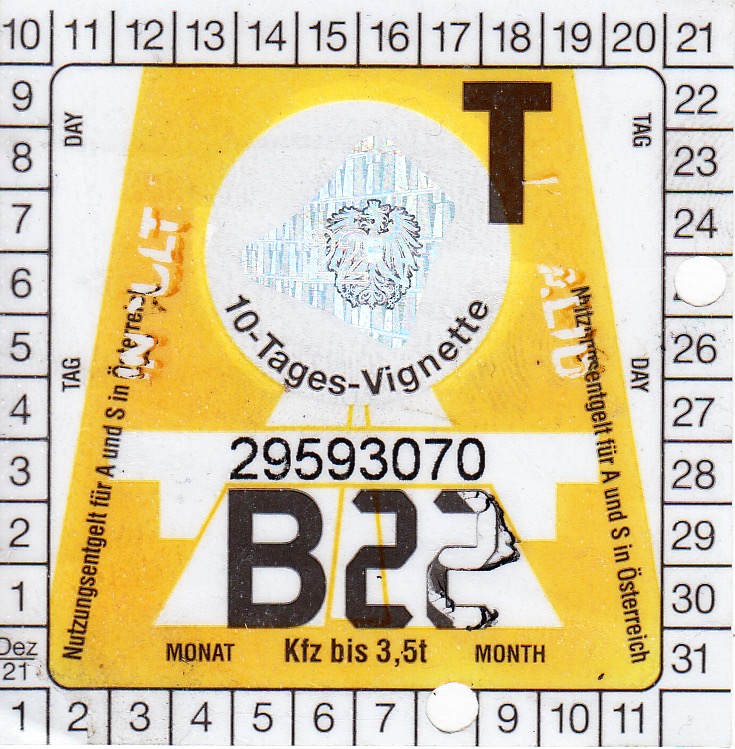 10 11 12 13 14 15 16 17 18 19 20 21
9 22
8 23
7 24
6
5 26
4 27
3 28
2 29
1 30
Dez 21 31
1 2 3 4 5 6 7 9 10 11
DAY
TAG
T
10-Tages-Vignette
TAG
DAY
Nutzungsentgelt für A und S in Österreich
Nutzungsentgelt für A und S in Österreich
29593070
B22
MONAT Kfz bis 3,5t MONTH